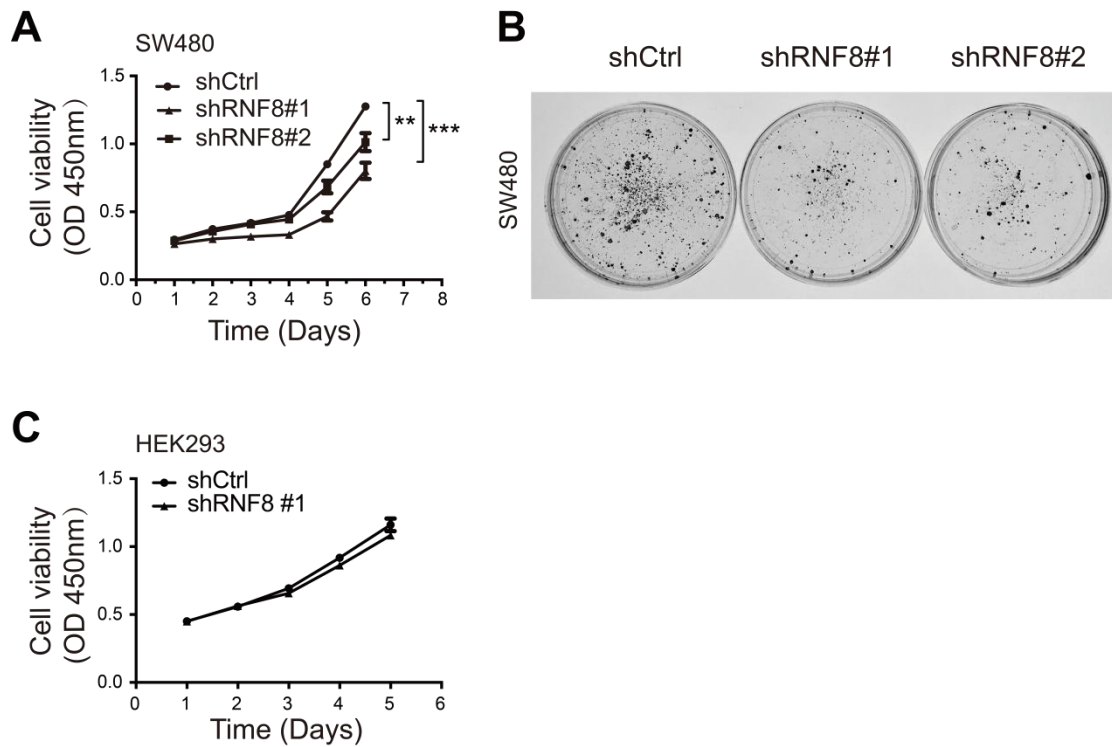 A
SW480
shCtrl
shRNF8#1
shRNF8#2
**
***
1.5
1.0
0.5
0.0
Cell viability
(OD 450nm)
0 1 2 3 4 5 6 7 8
Time (Days)
B
shCtrl shRNF8#1 shRNF8#2
SW480
C
HEK293
shCtrl
shRNF8 #1
1.5
1.0
0.5
0.0
Cell viability
(OD 450nm)
0 1 2 3 4 5 6
Time (Days)